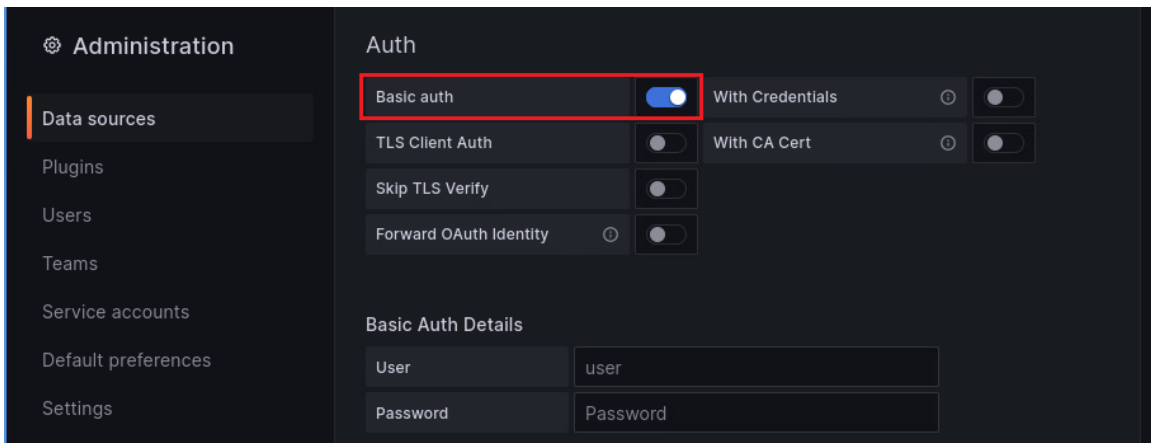 Administration
Data sources
Plugins
Users
Teams
Service accounts
Default preferences
Settings
Auth
Basic auth
With Credentials
TLS Client Auth
With CA Cert
Skip TLS Verify
Forward OAuth Identity
Basic Auth Details
User
user
Password
Password